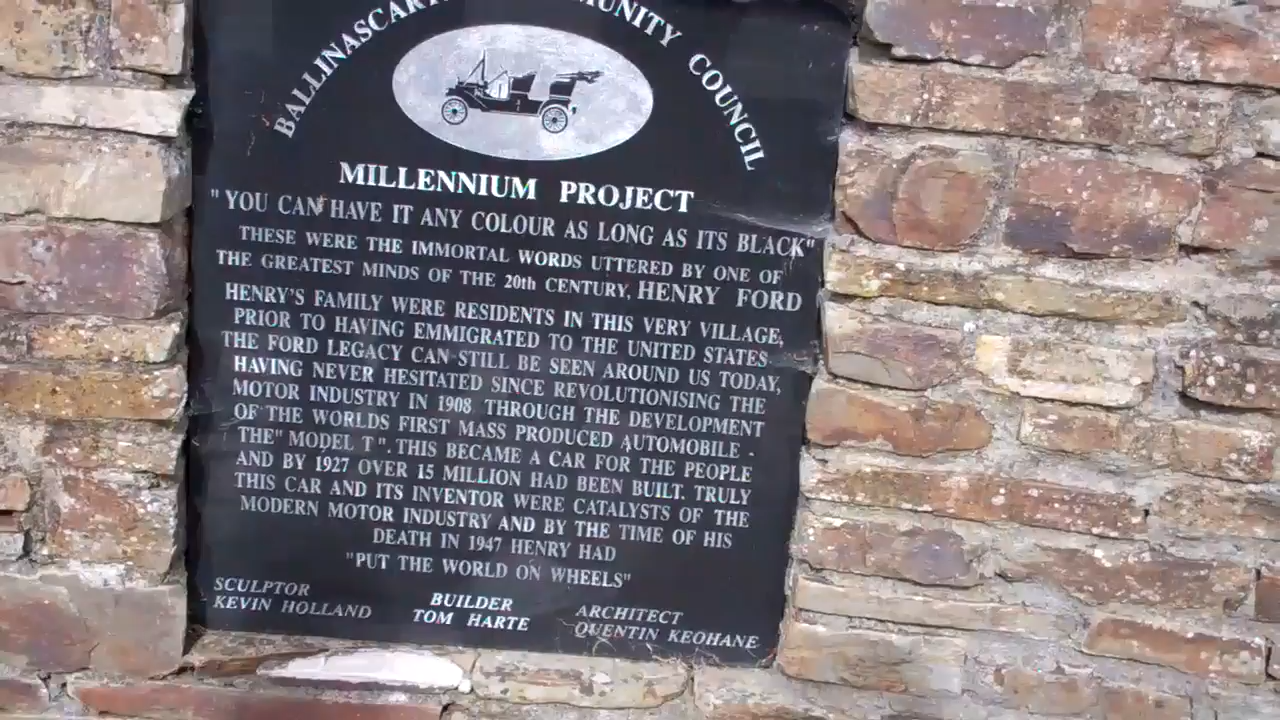 COUNCIL
MILLENNIUM PROJECT
"YOU CAN HAVE IT ANY COLOUR AS LONG AS ITS BLACK"
THESE WERE THE IMMORTAL WORDS UTTERED BY ONE OF
THE GREATEST MINDS OF THE 20th CENTURY, HENRY FORD
HENRY'S FAMILY WERE RESIDENTS IN THIS VERY VILLAGE,
PRIOR TO HAVING EMMIGRATED TO THE UNITED STATES.
THE FORD LEGACY CAN STILL BE SEEN AROUND US TODAY,
HAVING NEVER HESITATED SINCE REVOLUTIONISING THE
MOTOR INDUSTRY IN 1908 THROUGH THE DEVELOPMENT
OF THE WORLDS FIRST MASS PRODUCED AUTOMOBILE -
THE" MODEL T ". THIS BECAME A CAR FOR THE PEOPLE
AND BY 1927 OVER 15 MILLION HAD BEEN BUILT. TRULY
THIS CAR AND ITS INVENTOR WERE CATALYSTS OF THE
MODERN MOTOR INDUSTRY AND BY THE TIME OF HIS
DEATH IN 1947 HENRY HAD
"PUT THE WORLD ON WHEELS"
SCULPTOR
KEVIN HOLLAND
BUILDER
TOM HARTE
ARCHITECT
QUENTIN KEOHANE